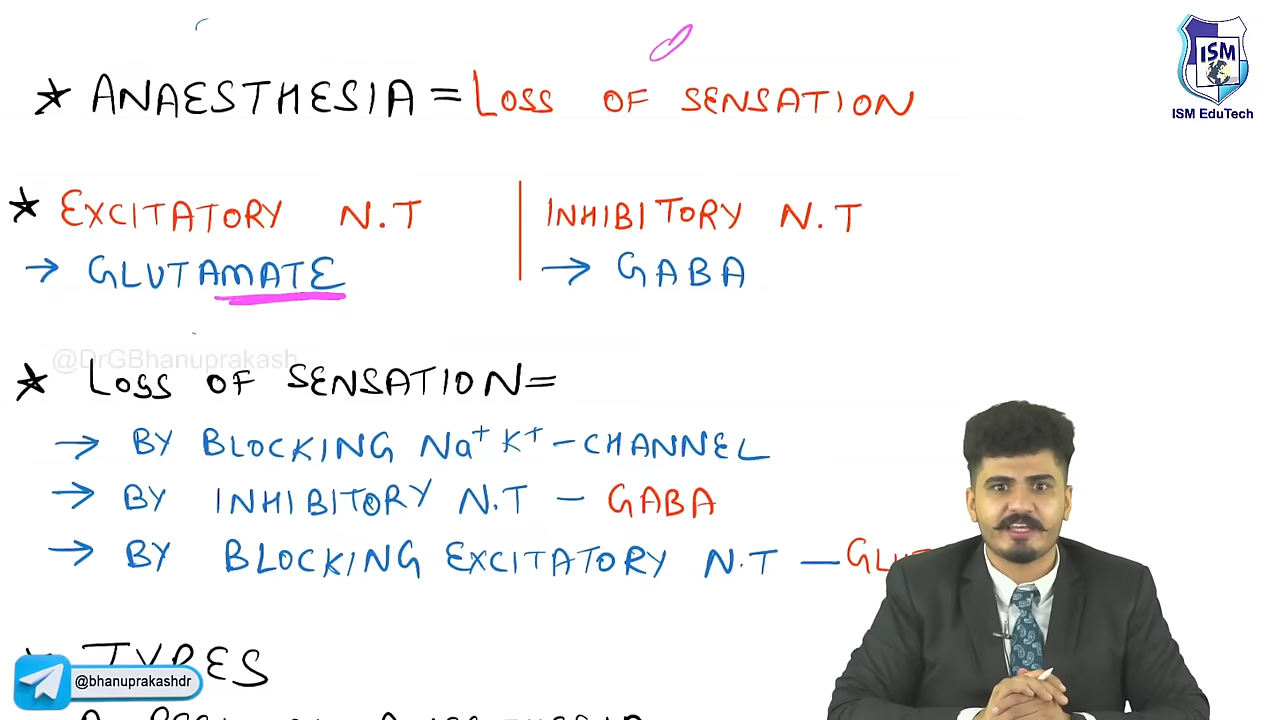 ISM
ISM EduTech
★ ANAESTHESIA = LOSS OF SENSATION
★ EXCITATORY N.T | INHIBITORY N.T
→ GLUTAMATE → GABA
@DrGBhanuprakash
★ LOSS OF SENSATION=
→ BY BLOCKING Na⁺ K⁺ - CHANNEL
→ BY INHIBITORY N.T - GABA
→ BY BLOCKING EXCITATORY N.T -
TYPES
@bhanuprakashdr